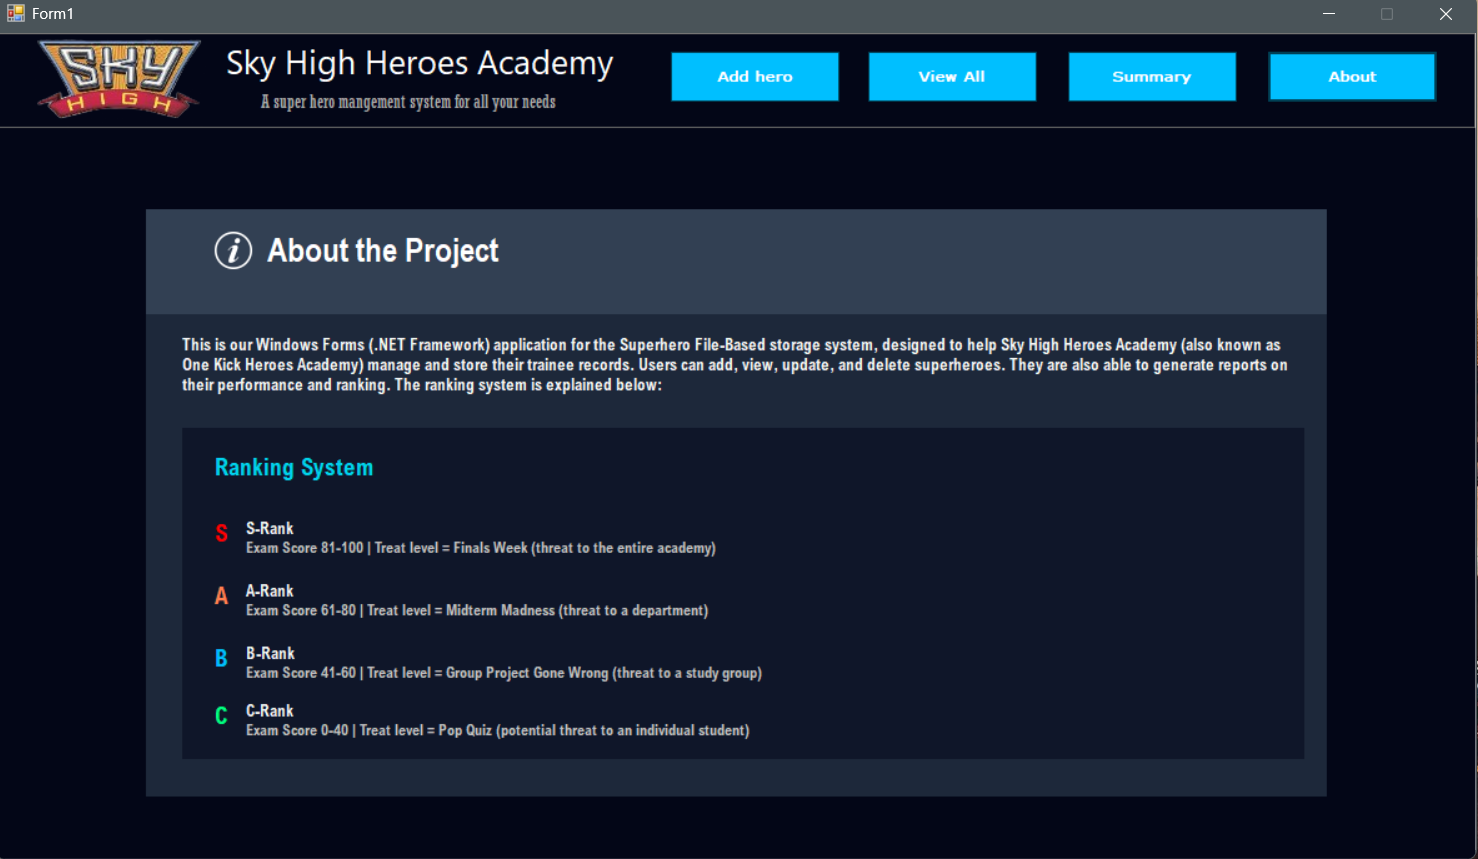 Form1
SKY
HIGH
Sky High Heroes Academy
A super hero mangement system for all your needs
Add hero
View All
Summary
About
i About the Project
This is our Windows Forms (.NET Framework) application for the Superhero File-Based storage system, designed to help Sky High Heroes Academy (also known as
One Kick Heroes Academy) manage and store their trainee records. Users can add, view, update, and delete superheroes. They are also able to generate reports on
their performance and ranking. The ranking system is explained below:
Ranking System
S
S-Rank
Exam Score 81-100 | Treat level = Finals Week (threat to the entire academy)
A
A-Rank
Exam Score 61-80 | Treat level = Midterm Madness (threat to a department)
B
B-Rank
Exam Score 41-60 | Treat level = Group Project Gone Wrong (threat to a study group)
C
C-Rank
Exam Score 0-40 | Treat level = Pop Quiz (potential threat to an individual student)